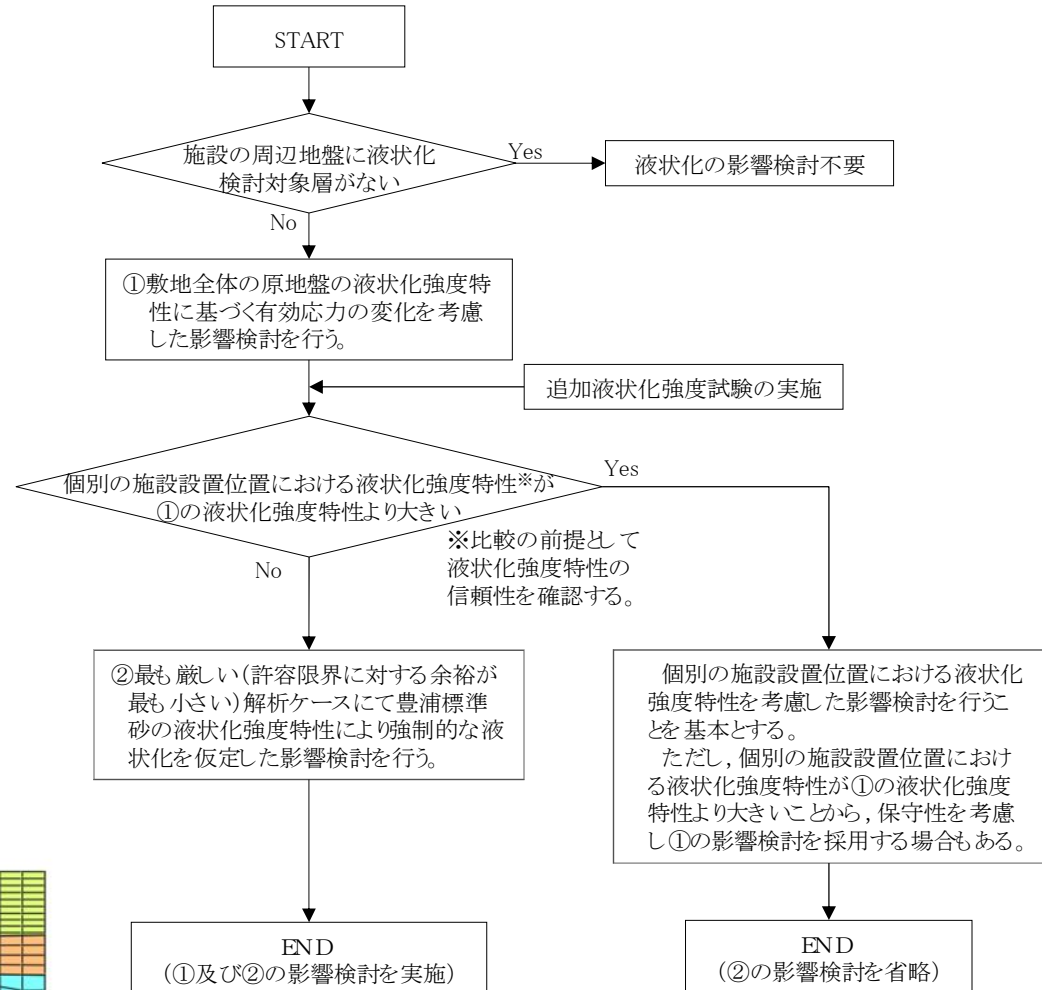 START
施設の周辺地盤に液状化
検討対象層がない
Yes
液状化の影響検討不要
No
①敷地全体の原地盤の液状化強度特
性に基づく有効応力の変化を考慮
した影響検討を行う。
追加液状化強度試験の実施
個別の施設設置位置における液状化強度特性※が
①の液状化強度特性より大きい
Yes
※比較の前提として
液状化強度特性の
信頼性を確認する。
No
②最も厳しい(許容限界に対する余裕が
最も小さい)解析ケースにて豊浦標準
砂の液状化強度特性により強制的な液
状化を仮定した影響検討を行う。
個別の施設設置位置における液状化
強度特性を考慮した影響検討を行うこ
とを基本とする。
ただし,個別の施設設置位置におけ
る液状化強度特性が①の液状化強度
特性より大きいことから,保守性を考慮
し①の影響検討を採用する場合もある。
END
(①及び②の影響検討を実施)
END
(②の影響検討を省略)